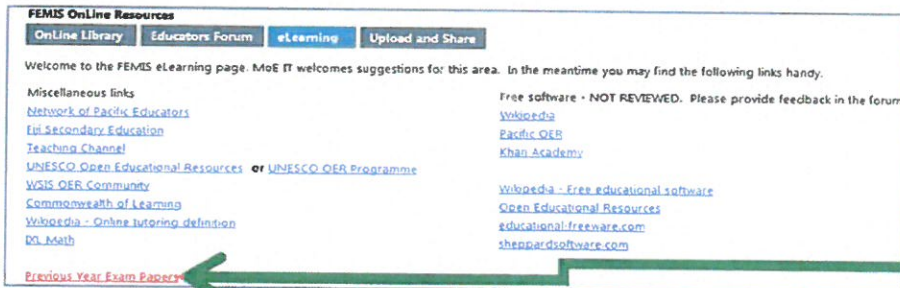 FEMIS OnLine Resources
OnLine Library Educators Forum eLearning Upload and Share
Welcome to the FEMIS eLearning page. MoE IT welcomes suggestions for this area. In the meantime you may find the following links handy.
Miscellaneous links
Network of Pacific Educators
Fiji Secondary Education
Teaching Channel
UNESCO Open Educational Resources or UNESCO OER Programme
WSIS OER Community
Commonwealth of Learning
Wikipedia - Online tutoring definition
IXL Math
Previous Year Exam Papers
Free software - NOT REVIEWED. Please provide feedback in the forum
Wikipedia
Pacific OER
Khan Academy
Wikipedia - Free educational software
Open Educational Resources
educational-freeware.com
sheppardsoftware.com